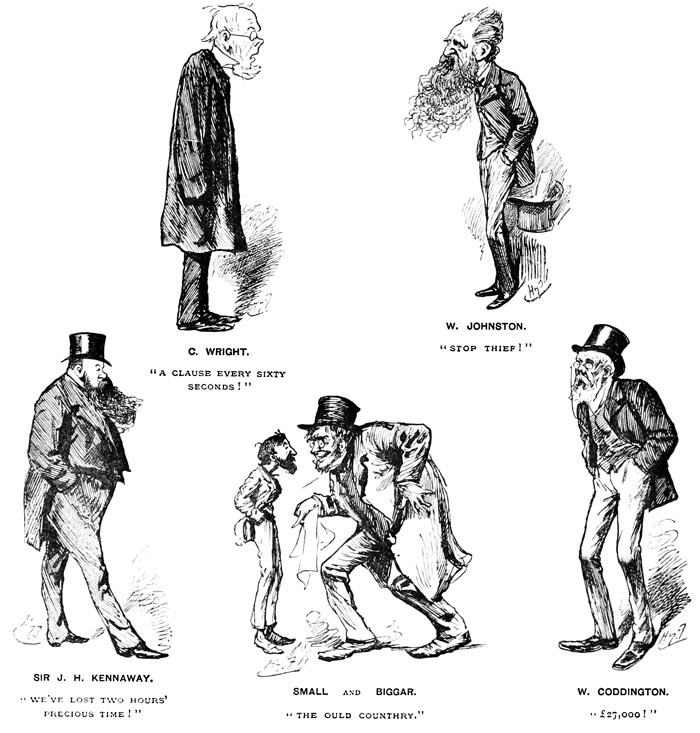 C. WRIGHT.
"A CLAUSE EVERY SIXTY
SECONDS!"
W. JOHNSTON.
"STOP THIEF!"
SIR J. H. KENNAWAY.
"WE'VE LOST TWO HOURS'
PRECIOUS TIME!"
SMALL AND BIGGAR.
"THE OULD COUNTHRY."
W. CODDINGTON.
"£27,000!"